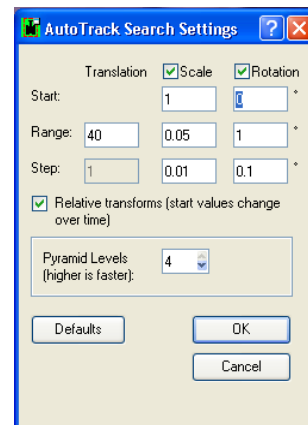 AutoTrack Search Settings
Translation Scale Rotation
Start: 1 0 °
Range: 40 0.05 1 °
Step: 1 0.01 0.1 °
Relative transforms (start values change
over time)
Pyramid Levels
(higher is faster): 4
Defaults OK
Cancel